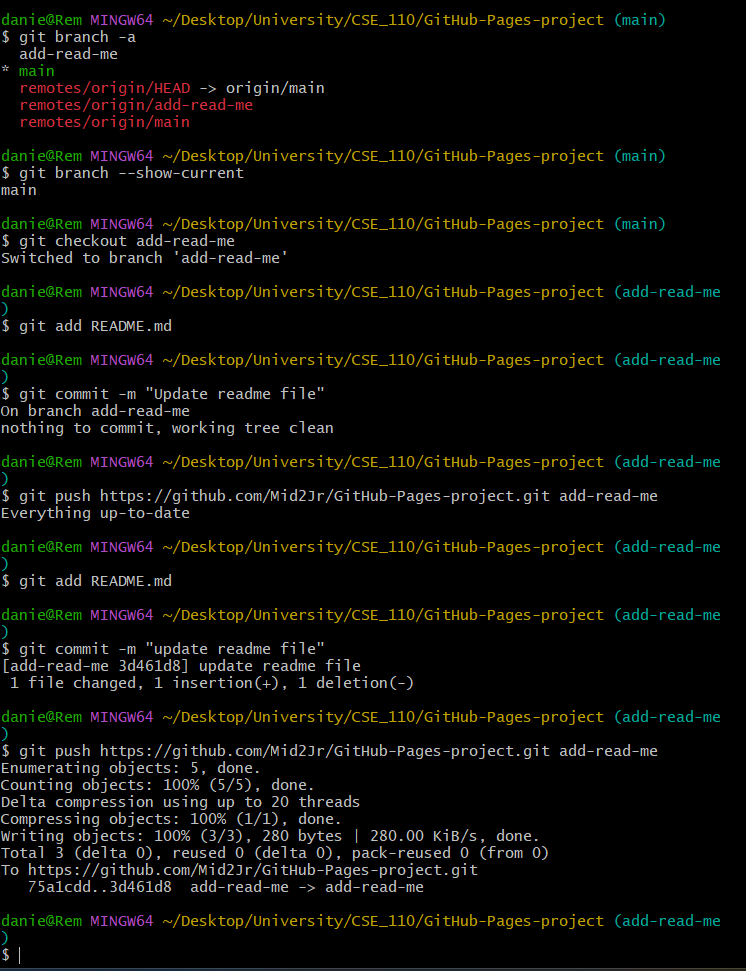 danie@Rem MINGW64 ~/Desktop/University/CSE_110/GitHub-Pages-project (main)
$ git branch -a
  add-read-me
* main
  remotes/origin/HEAD -> origin/main
  remotes/origin/add-read-me
  remotes/origin/main

danie@Rem MINGW64 ~/Desktop/University/CSE_110/GitHub-Pages-project (main)
$ git branch --show-current
main

danie@Rem MINGW64 ~/Desktop/University/CSE_110/GitHub-Pages-project (main)
$ git checkout add-read-me
Switched to branch 'add-read-me'

danie@Rem MINGW64 ~/Desktop/University/CSE_110/GitHub-Pages-project (add-read-me
)
$ git add README.md

danie@Rem MINGW64 ~/Desktop/University/CSE_110/GitHub-Pages-project (add-read-me
)
$ git commit -m "Update readme file"
On branch add-read-me
nothing to commit, working tree clean

danie@Rem MINGW64 ~/Desktop/University/CSE_110/GitHub-Pages-project (add-read-me
)
$ git push https://github.com/Mid2Jr/GitHub-Pages-project.git add-read-me
Everything up-to-date

danie@Rem MINGW64 ~/Desktop/University/CSE_110/GitHub-Pages-project (add-read-me
)
$ git add README.md

danie@Rem MINGW64 ~/Desktop/University/CSE_110/GitHub-Pages-project (add-read-me
)
$ git commit -m "update readme file"
[add-read-me 3d461d8] update readme file
 1 file changed, 1 insertion(+), 1 deletion(-)

danie@Rem MINGW64 ~/Desktop/University/CSE_110/GitHub-Pages-project (add-read-me
)
$ git push https://github.com/Mid2Jr/GitHub-Pages-project.git add-read-me
Enumerating objects: 5, done.
Counting objects: 100% (5/5), done.
Delta compression using up to 20 threads
Compressing objects: 100% (1/1), done.
Writing objects: 100% (3/3), 280 bytes | 280.00 KiB/s, done.
Total 3 (delta 0), reused 0 (delta 0), pack-reused 0 (from 0)
To https://github.com/Mid2Jr/GitHub-Pages-project.git
   75a1cdd..3d461d8  add-read-me -> add-read-me

danie@Rem MINGW64 ~/Desktop/University/CSE_110/GitHub-Pages-project (add-read-me
)
$